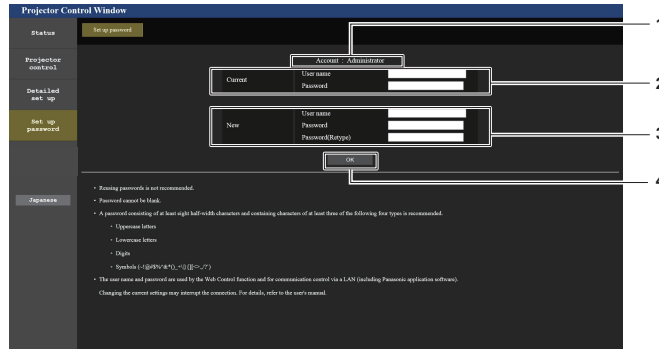 Projector Control Window
Status
Projector
control
Detailed
set up
Set up
password
Japanese
Set up password
Account : Administrator
Current
User name
Password
New
User name
Password
Password(Retype)
OK
• Reusing passwords is not recommended.
• Password cannot be blank.
• A password consisting of at least eight half-width characters and containing characters of at least three of the following four types is recommended.
• Uppercase letters
• Lowercase letters
• Digits
• Symbols
• The user name and password are used by the Web Control function and for communication control via a LAN (including Panasonic application software).
Changing the current settings may interrupt the connection. For details, refer to the user's manual.
1
2
3
4